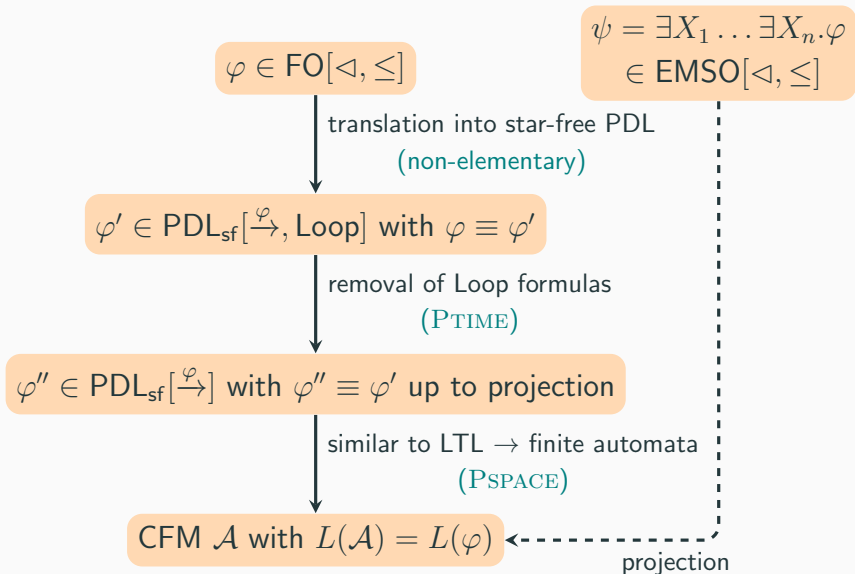 φ ∈ FO[⊲, ≤]
ψ = ∃X₁ … ∃Xₙ.φ
∈ EMSO[⊲, ≤]
translation into star-free PDL
(non-elementary)
φ′ ∈ PDL_sf[→^φ, Loop] with φ ≡ φ′
removal of Loop formulas
(PTIME)
φ″ ∈ PDL_sf[→^φ] with φ″ ≡ φ′ up to projection
similar to LTL → finite automata
(PSPACE)
CFM 𝒜 with L(𝒜) = L(φ)
projection